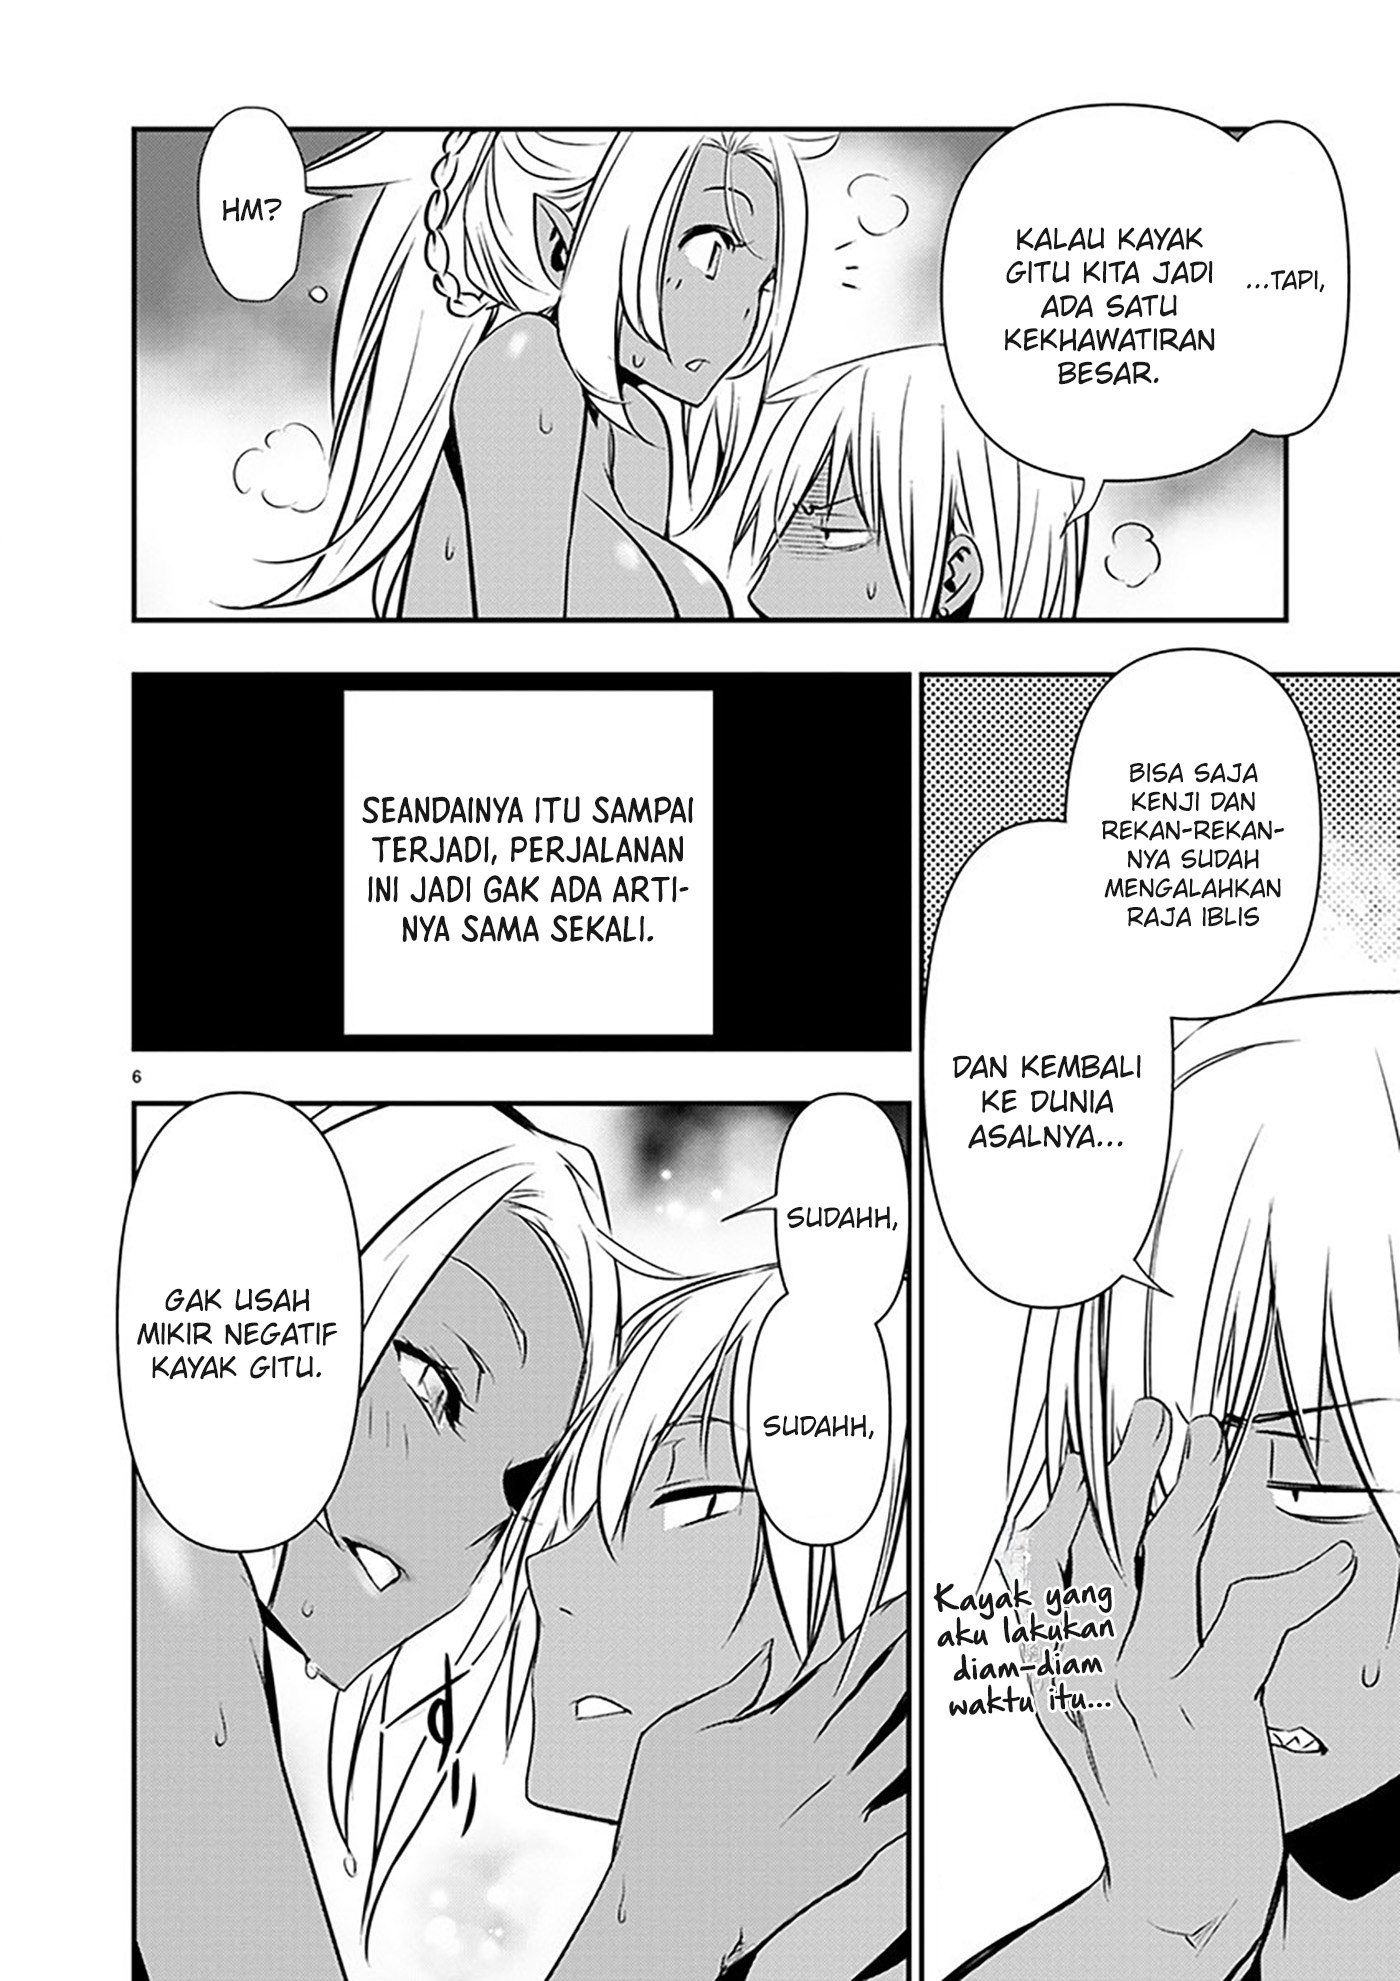 ...TAPI,
KALAU KAYAK
GITU KITA JADI
ADA SATU
KEKHAWATIRAN
BESAR.
HM?
BISA SAJA
KENJI DAN
REKAN-REKAN-
NYA SUDAH
MENGALAHKAN
RAJA IBLIS
DAN KEMBALI
KE DUNIA
ASALNYA...
Kayak yang
aku lakukan
diam-diam
waktu itu...
SEANDAINYA ITU SAMPAI
TERJADI, PERJALANAN
INI JADI GAK ADA ARTI-
NYA SAMA SEKALI.
6
SUDAHH,
SUDAHH,
GAK USAH
MIKIR NEGATIF
KAYAK GITU.